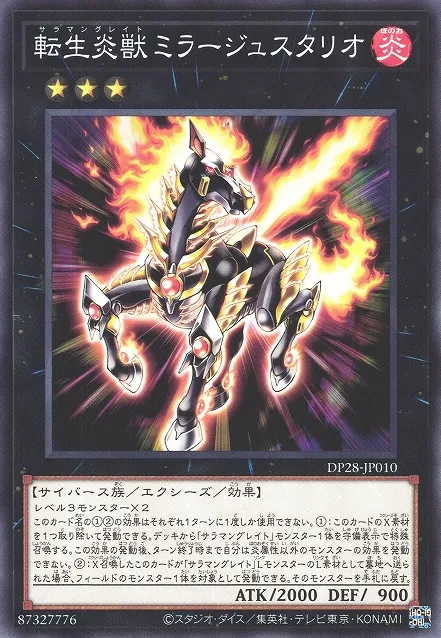 サラマングレイト
転生炎獣ミラージュスタリオ
ほのお
炎
DP28-JP010
【サイバース族／エクシーズ／効果】
レベル３モンスター×２
このカード名の①②の効果はそれぞれ１ターンに１度しか使用できない。①：このカードのＸ素材
を１つ取り除いて発動できる。デッキから「サラマングレイト」モンスター１体を守備表示で特殊
召喚する。この効果の発動後、ターン終了時まで自分は炎属性以外のモンスターの効果を発動
できない。②：Ｘ召喚したこのカードが「サラマングレイト」Ｌモンスターのリンク素材として墓地へ送ら
れた場合、フィールドのモンスター１体を対象として発動できる。そのモンスターを手札に戻す。
ATK/2000 DEF/ 900
87327776
©スタジオ・ダイス／集英社・テレビ東京・KONAMI